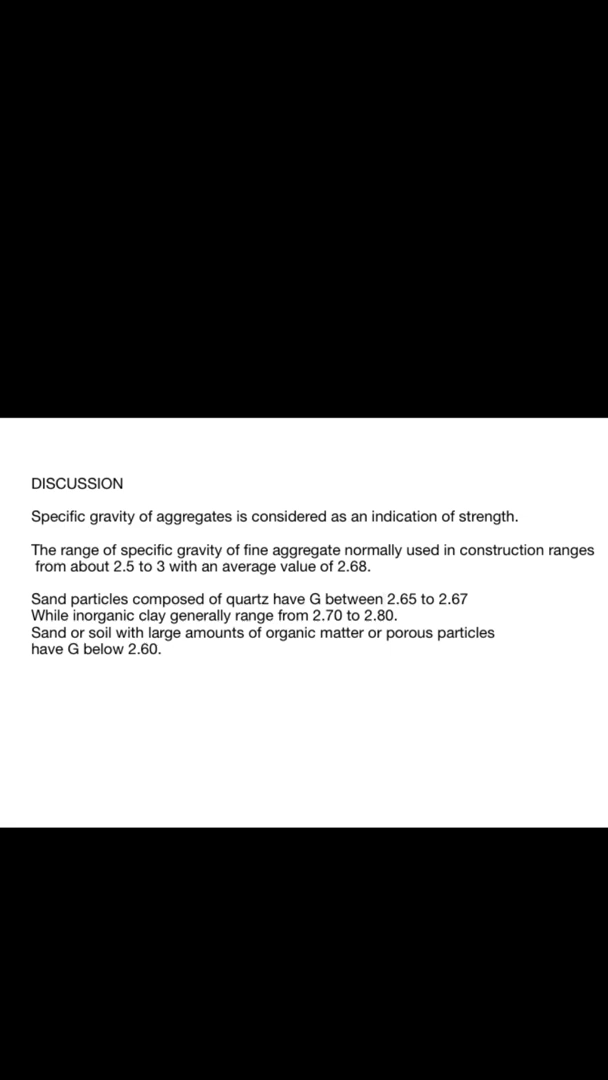 DISCUSSION
Specific gravity of aggregates is considered as an indication of strength.
The range of specific gravity of fine aggregate normally used in construction ranges
from about 2.5 to 3 with an average value of 2.68.
Sand particles composed of quartz have G between 2.65 to 2.67
While inorganic clay generally range from 2.70 to 2.80.
Sand or soil with large amounts of organic matter or porous particles
have G below 2.60.